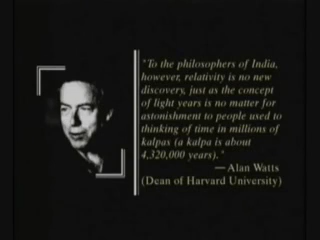 "To the philosophers of India,
however, relativity is no new
discovery, just as the concept
of light years is no matter for
astonishment to people used to
thinking of time in millions of
kalpas (a kalpa is about
4,320,000 years)."
— Alan Watts
(Dean of Harvard University)